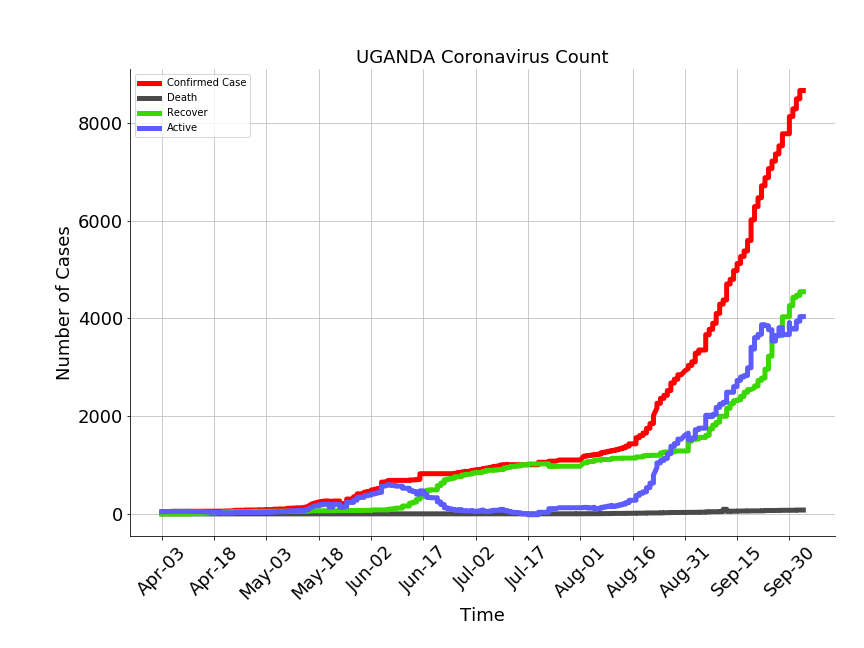 UGANDA Coronavirus Count
Confirmed Case
Death
Recover
Active
Number of Cases
8000
6000
4000
2000
0
Apr-03 Apr-18 May-03 May-18 Jun-02 Jun-17 Jul-02 Jul-17 Aug-01 Aug-16 Aug-31 Sep-15 Sep-30
Time